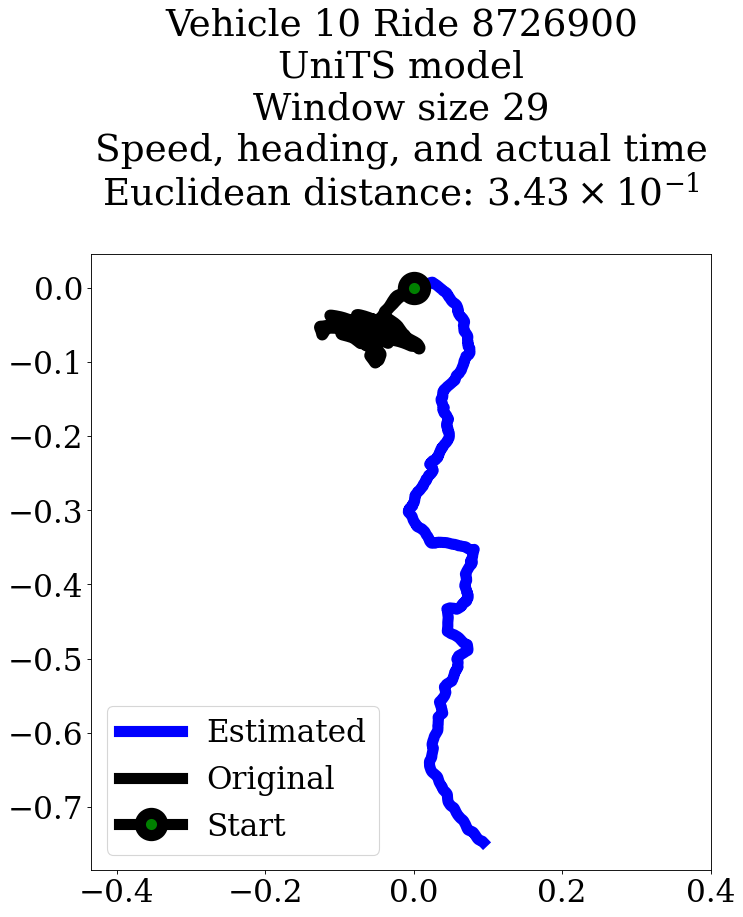 Vehicle 10 Ride 8726900
UniTS model
Window size 29
Speed, heading, and actual time
Euclidean distance: 3.43 × 10⁻¹
0.0
−0.1
−0.2
−0.3
−0.4
−0.5
−0.6
−0.7
Estimated
Original
Start
−0.4 −0.2 0.0 0.2 0.4